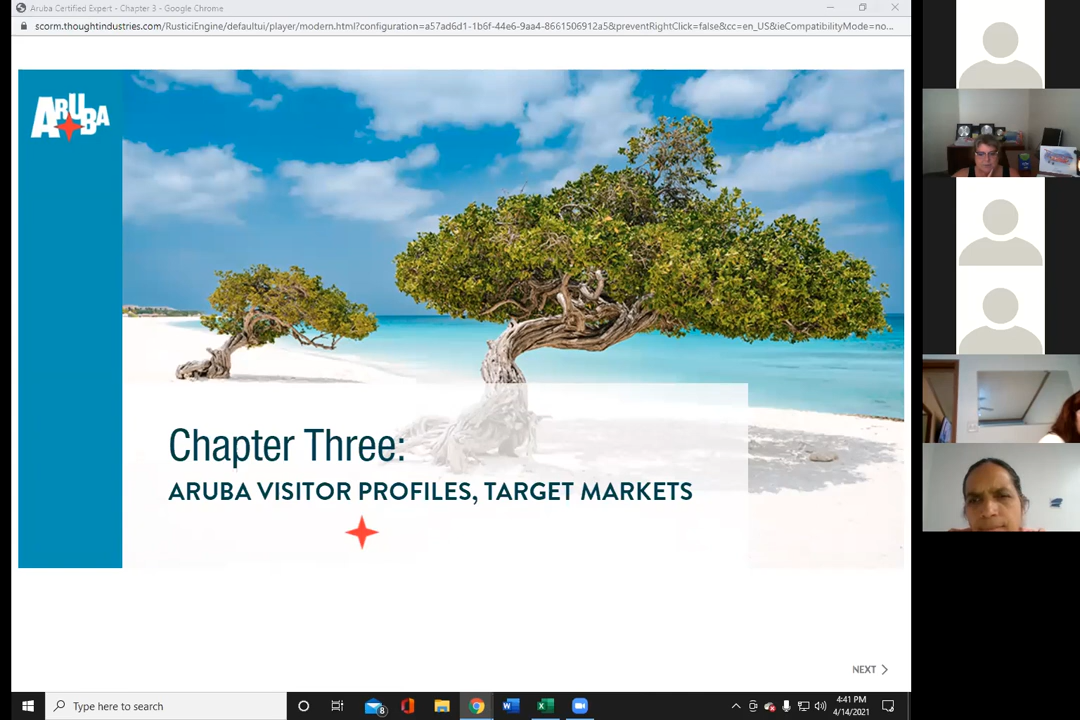 Aruba Certified Expert - Chapter 3 - Google Chrome
scorm.thoughtindustries.com/RusticiEngine/defaultui/player/modern.html?configuration=a57ad6d1-1b6f-44e6-9aa4-8661506912a5&preventRightClick=false&cc=en_US&ieCompatibilityMode=no...
ARUBA
Chapter Three:
ARUBA VISITOR PROFILES, TARGET MARKETS
NEXT
Type here to search
8
4:41 PM
4/14/2021